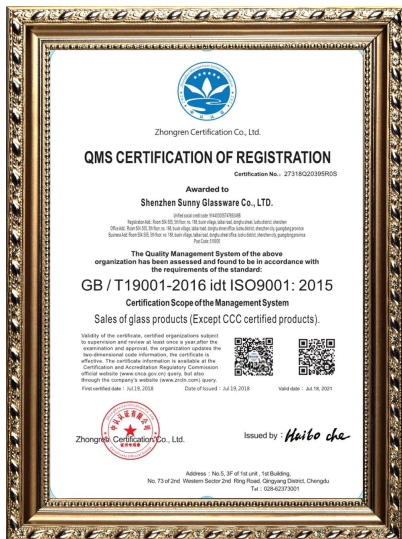 Zhongren Certification Co., Ltd.
QMS CERTIFICATION OF REGISTRATION
Certification No.: 27318Q20395R0S
Awarded to
Shenzhen Sunny Glassware Co., LTD.
The Quality Management System of the above
organization has been assessed and found to be in accordance with
the requirements of the standard:
GB / T19001-2016 idt ISO9001: 2015
Certification Scope of the Management System
Sales of glass products (Except CCC certified products).
Validity of the certificate, certified organizations subject
to supervision and review at least once a year,after the
examination and approval, the organization updates the
two-dimensional code information, the certificate is
effective. The certificate information is available at the
Certification and Accreditation Regulatory Commission
official website (www.cnca.gov.cn) query, but also
through the company's website (www.zrcls.com) query.
First certified date : Jul.19, 2018 Date of Issued : Jul.19, 2018 Valid date : Jul.18, 2021
Zhongren Certification Co., Ltd.
Issued by : Haibo che
Address : No.5, 3F of 1st unit , 1st Building,
No. 73 of 2nd Western Sector 2nd Ring Road, Qingyang District, Chengdu
Tel : 028-62373001